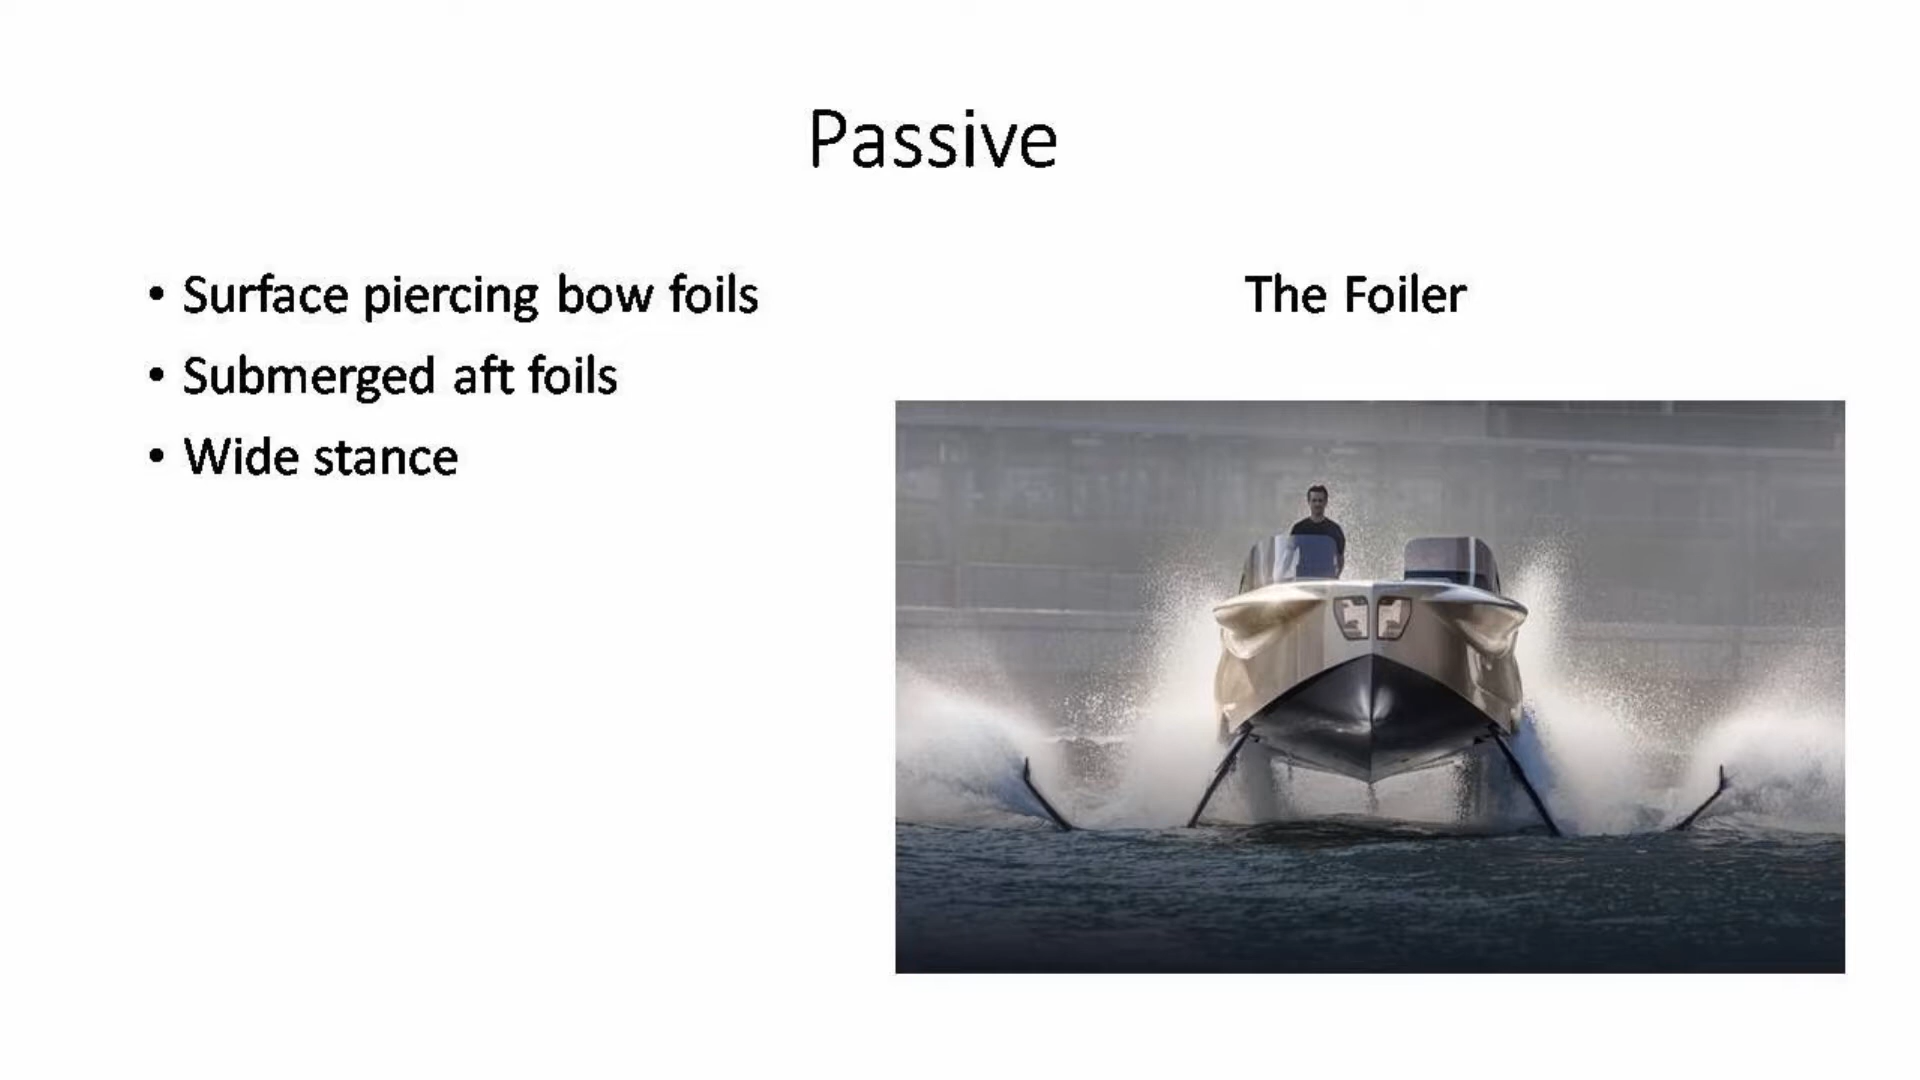 Passive
• Surface piercing bow foils
• Submerged aft foils
• Wide stance
The Foiler